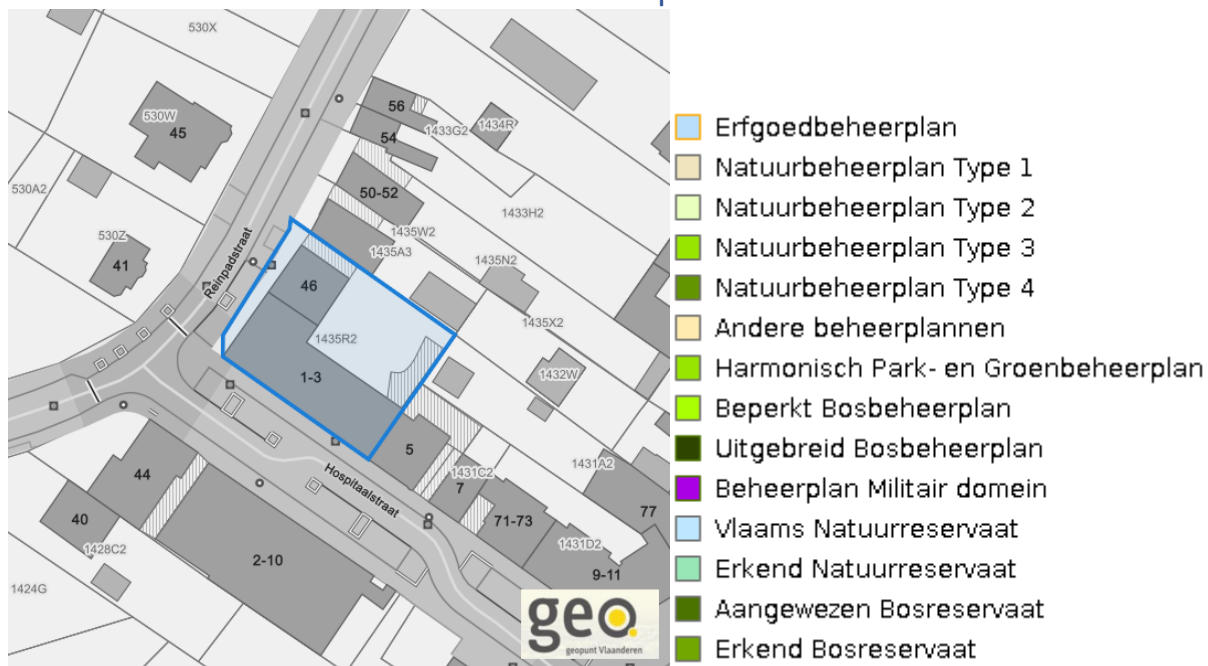 530X
56
1433G2
1434R
54
530W
45
50-52
530A2
1433H2
1435W2
530Z
1435A3
41
Reinpadstraat
1435N2
46
1435R2
1435X2
1-3
1432W
5
Hospitaalstraat
1431C2
1431A2
44
7
77
71-73
40
1428C2
1431D2
2-10
9-11
1424G
geo.
geopunt Vlaanderen
Erfgoedbeheerplan
Natuurbeheerplan Type 1
Natuurbeheerplan Type 2
Natuurbeheerplan Type 3
Natuurbeheerplan Type 4
Andere beheerplannen
Harmonisch Park- en Groenbeheerplan
Beperkt Bosbeheerplan
Uitgebreid Bosbeheerplan
Beheerplan Militair domein
Vlaams Natuurreservaat
Erkend Natuurreservaat
Aangewezen Bosreservaat
Erkend Bosreservaat